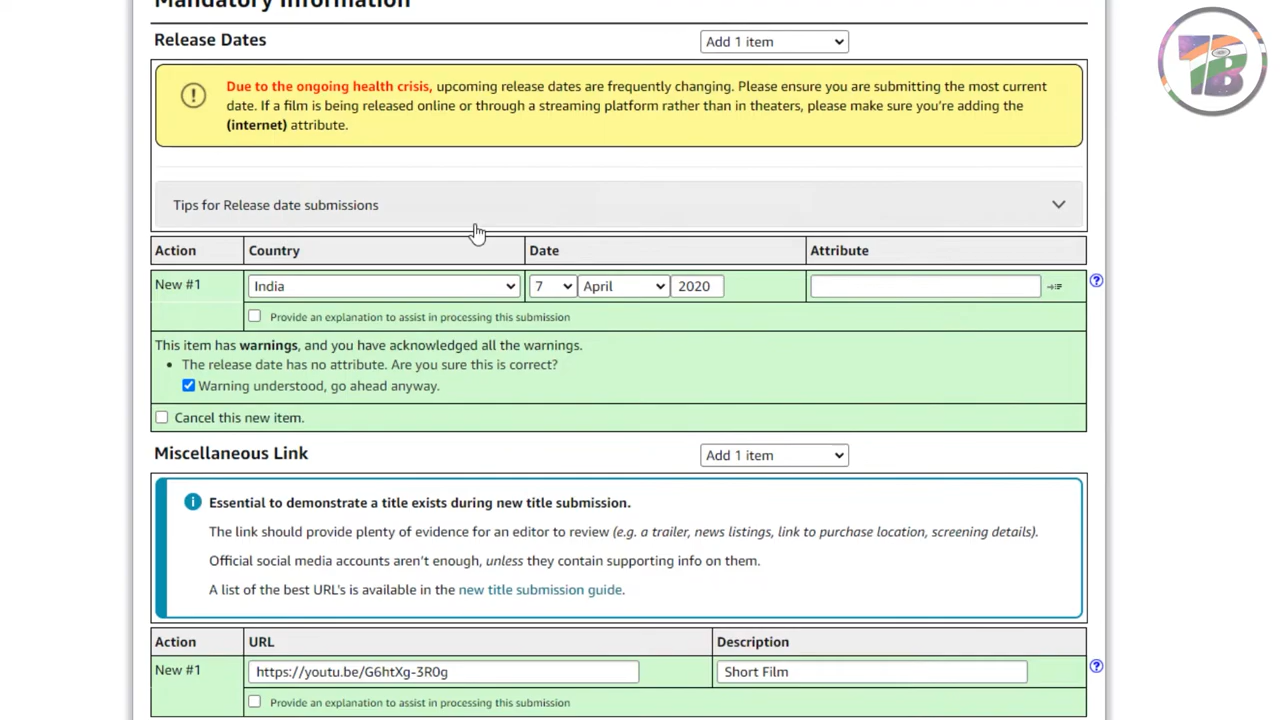 Mandatory Information
Release Dates
Add 1 item
Due to the ongoing health crisis, upcoming release dates are frequently changing. Please ensure you are submitting the most current
date. If a film is being released online or through a streaming platform rather than in theaters, please make sure you're adding the
(internet) attribute.
Tips for Release date submissions
Action Country Date Attribute
New #1 India 7 April 2020
Provide an explanation to assist in processing this submission
This item has warnings, and you have acknowledged all the warnings.
• The release date has no attribute. Are you sure this is correct?
Warning understood, go ahead anyway.
Cancel this new item.
Miscellaneous Link
Add 1 item
Essential to demonstrate a title exists during new title submission.
The link should provide plenty of evidence for an editor to review (e.g. a trailer, news listings, link to purchase location, screening details).
Official social media accounts aren't enough, unless they contain supporting info on them.
A list of the best URL's is available in the new title submission guide.
Action URL Description
New #1 https://youtu.be/G6htXg-3R0g Short Film
Provide an explanation to assist in processing this submission